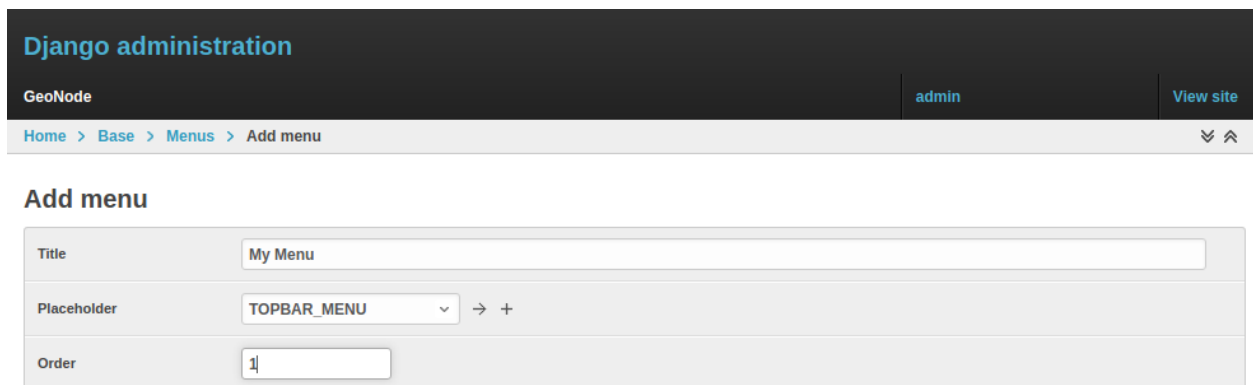 Django administration
GeoNode admin View site
Home > Base > Menus > Add menu
Add menu
Title My Menu
Placeholder TOPBAR_MENU
Order 1